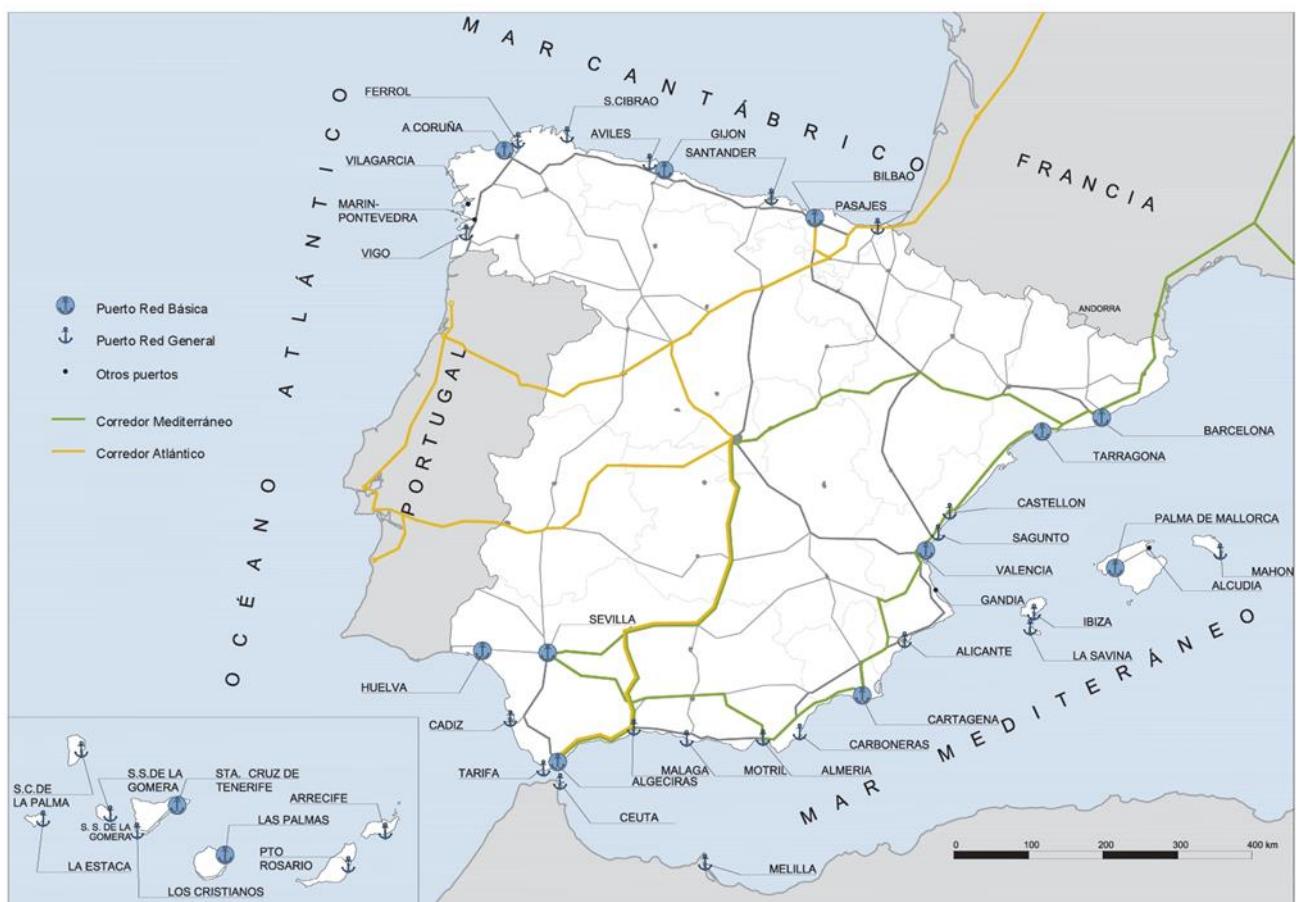 MAR CANTÁBRICO
FERROL
S.CIBRAO
A CORUÑA
AVILES
GIJON
SANTANDER
VILAGARCIA
BILBAO
FRANCIA
MARIN-
PONTEVEDRA
PASAJES
VIGO
OCÉANO ATLÁNTICO
Puerto Red Básica
ANDORRA
Puerto Red General
Otros puertos
PORTUGAL
Corredor Mediterráneo
BARCELONA
Corredor Atlántico
TARRAGONA
CASTELLON
PALMA DE MALLORCA
SAGUNTO
VALENCIA
MAHON
ALCUDIA
GANDIA
SEVILLA
IBIZA
ALICANTE
LA SAVINA
HUELVA
MAR MEDITERÁNEO
CARTAGENA
CADIZ
CARBONERAS
TARIFA
MALAGA
MOTRIL
ALMERIA
ALGECIRAS
CEUTA
MELILLA
S.C.DE
LA PALMA
S.S.DE LA
GOMERA
STA. CRUZ DE
TENERIFE
ARRECIFE
LAS PALMAS
S. S. DE LA
GOMERA
LA ESTACA
PTO
ROSARIO
LOS CRISTIANOS
0 100 200 300 400 km